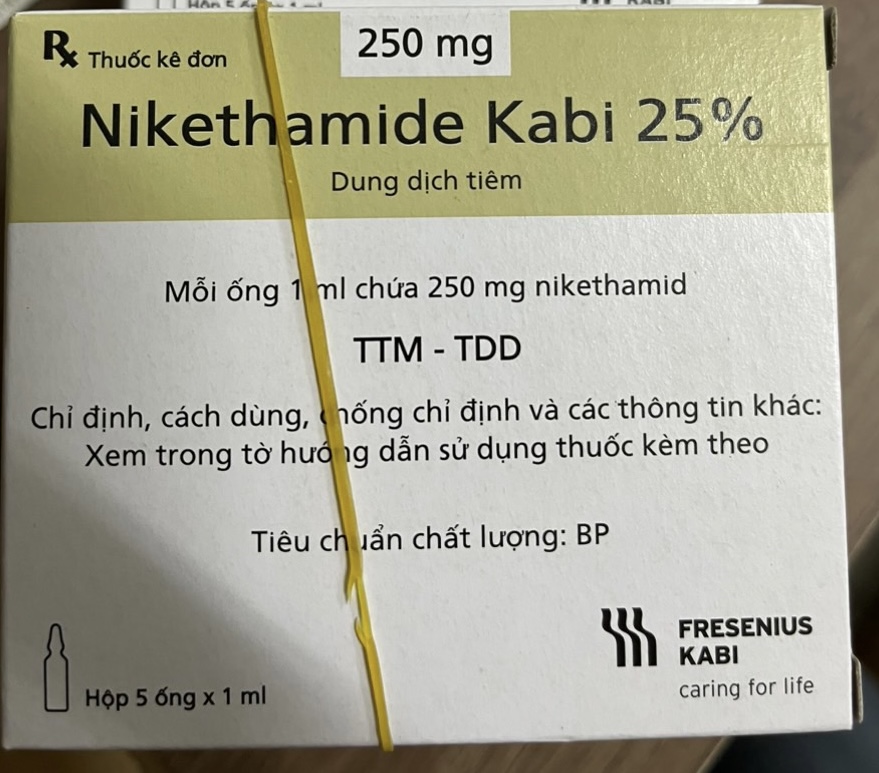 Rx Thuốc kê đơn
250 mg
Nikethamide Kabi 25%
Dung dịch tiêm
Mỗi ống 1 ml chứa 250 mg nikethamid
TTM - TDD
Chỉ định, cách dùng, chống chỉ định và các thông tin khác:
Xem trong tờ hướng dẫn sử dụng thuốc kèm theo
Tiêu chuẩn chất lượng: BP
FRESENIUS
KABI
caring for life
Hộp 5 ống x 1 ml